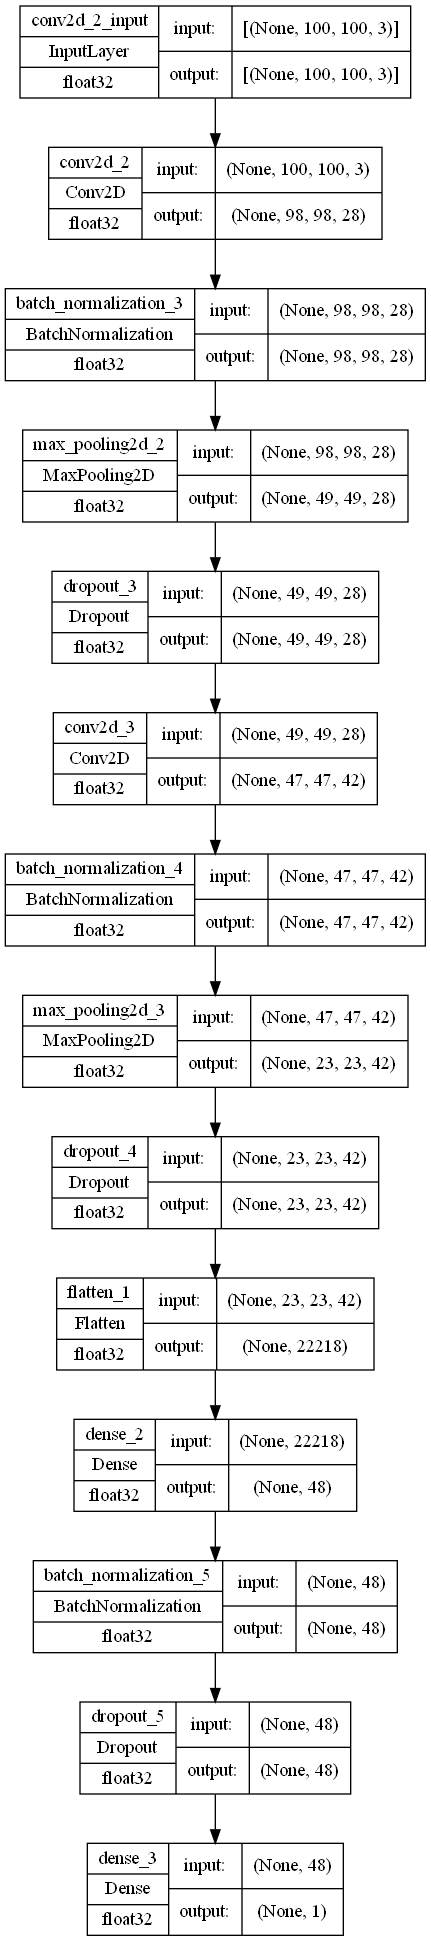 conv2d_2_input
InputLayer
float32
input:
[(None, 100, 100, 3)]
output:
[(None, 100, 100, 3)]
conv2d_2
Conv2D
float32
input:
(None, 100, 100, 3)
output:
(None, 98, 98, 28)
batch_normalization_3
BatchNormalization
float32
input:
(None, 98, 98, 28)
output:
(None, 98, 98, 28)
max_pooling2d_2
MaxPooling2D
float32
input:
(None, 98, 98, 28)
output:
(None, 49, 49, 28)
dropout_3
Dropout
float32
input:
(None, 49, 49, 28)
output:
(None, 49, 49, 28)
conv2d_3
Conv2D
float32
input:
(None, 49, 49, 28)
output:
(None, 47, 47, 42)
batch_normalization_4
BatchNormalization
float32
input:
(None, 47, 47, 42)
output:
(None, 47, 47, 42)
max_pooling2d_3
MaxPooling2D
float32
input:
(None, 47, 47, 42)
output:
(None, 23, 23, 42)
dropout_4
Dropout
float32
input:
(None, 23, 23, 42)
output:
(None, 23, 23, 42)
flatten_1
Flatten
float32
input:
(None, 23, 23, 42)
output:
(None, 22218)
dense_2
Dense
float32
input:
(None, 22218)
output:
(None, 48)
batch_normalization_5
BatchNormalization
float32
input:
(None, 48)
output:
(None, 48)
dropout_5
Dropout
float32
input:
(None, 48)
output:
(None, 48)
dense_3
Dense
float32
input:
(None, 48)
output:
(None, 1)